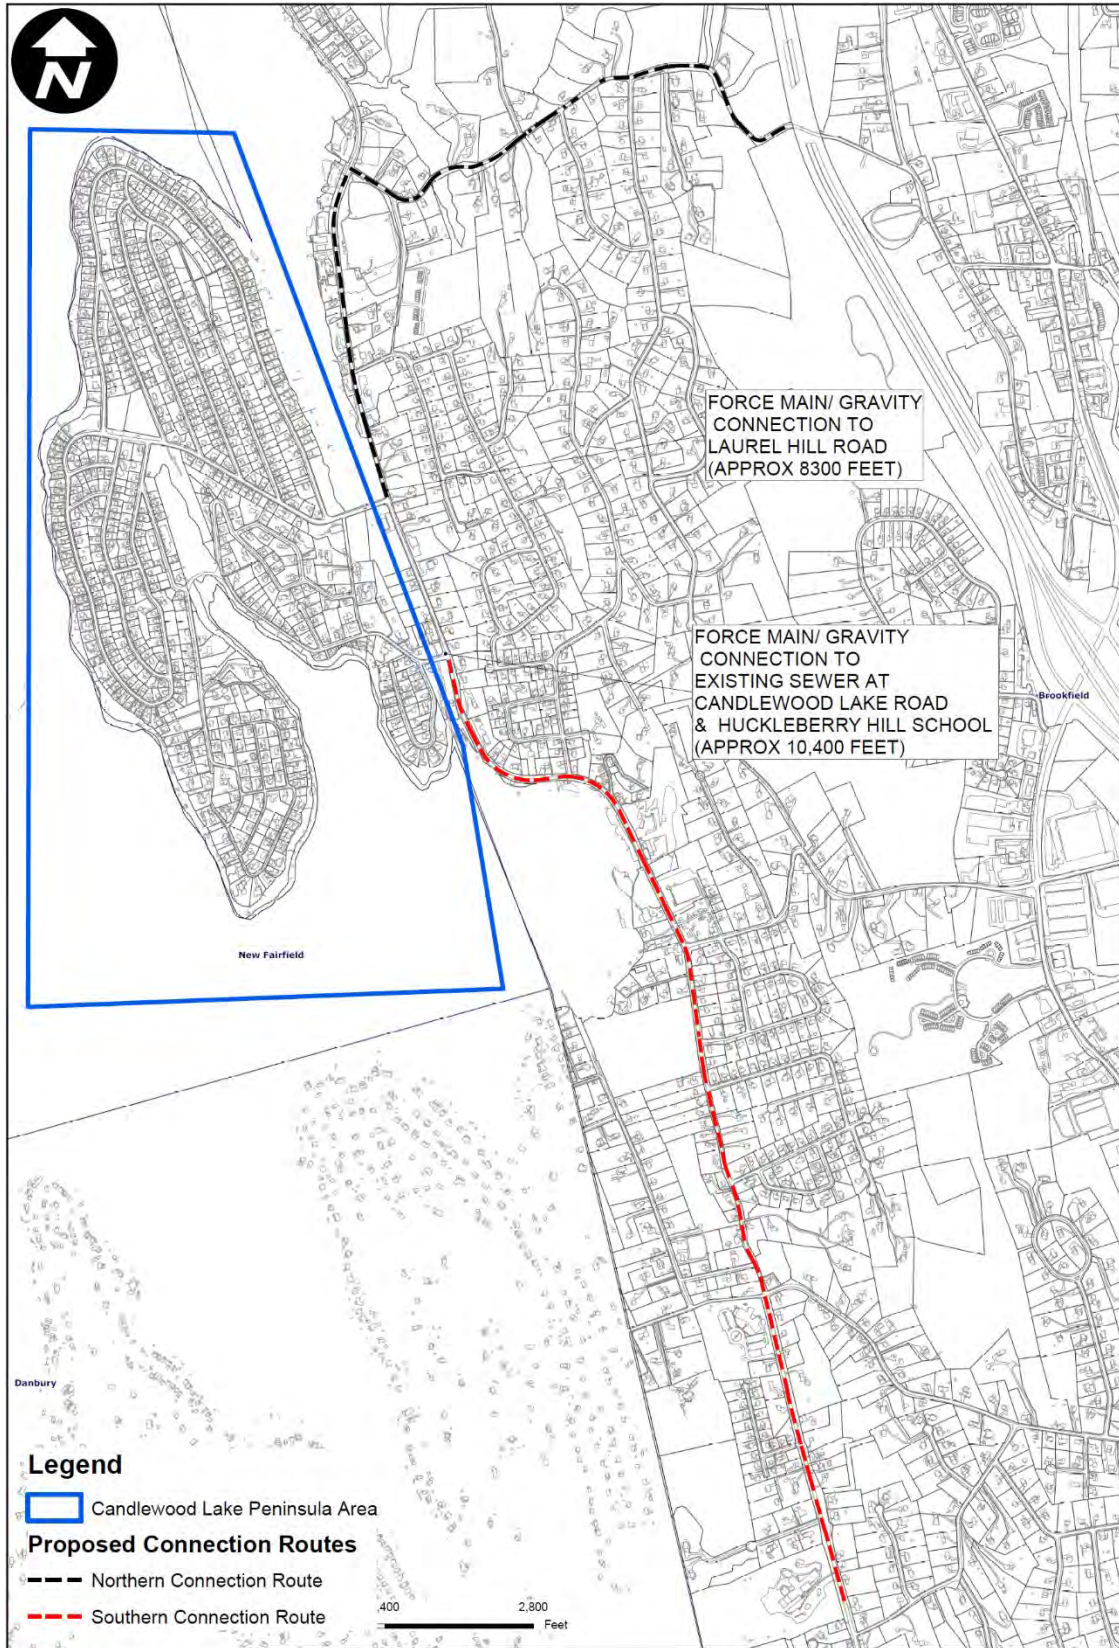 N
FORCE MAIN/ GRAVITY
CONNECTION TO
LAUREL HILL ROAD
(APPROX 8300 FEET)
FORCE MAIN/ GRAVITY
CONNECTION TO
EXISTING SEWER AT
CANDLEWOOD LAKE ROAD
& HUCKLEBERRY HILL SCHOOL
(APPROX 10,400 FEET)
Brookfield
New Fairfield
Danbury
Legend
Candlewood Lake Peninsula Area
Proposed Connection Routes
Northern Connection Route
Southern Connection Route
,400 2,800
Feet